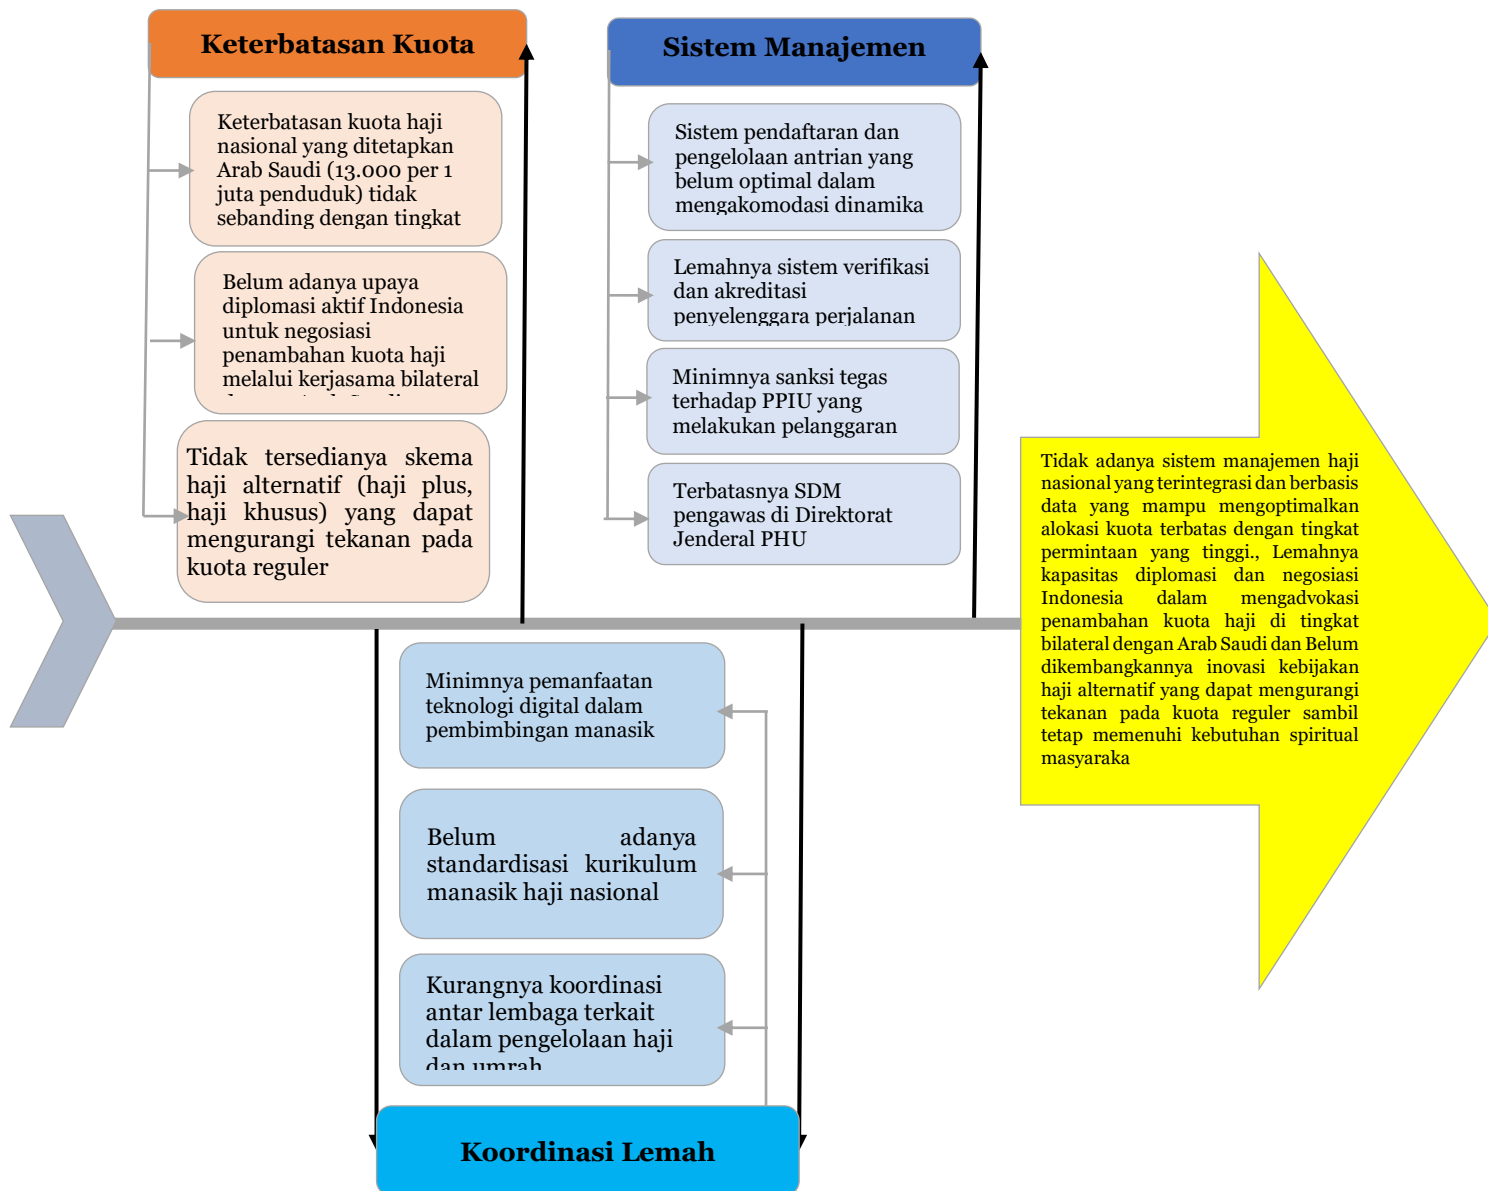 Keterbatasan Kuota
Keterbatasan kuota haji
nasional yang ditetapkan
Arab Saudi (13.000 per 1
juta penduduk) tidak
sebanding dengan tingkat
Belum adanya upaya
diplomasi aktif Indonesia
untuk negosiasi
penambahan kuota haji
melalui kerjasama bilateral
Tidak tersedianya skema
haji alternatif (haji plus,
haji khusus) yang dapat
mengurangi tekanan pada
kuota reguler
Sistem Manajemen
Sistem pendaftaran dan
pengelolaan antrian yang
belum optimal dalam
mengakomodasi dinamika
Lemahnya sistem verifikasi
dan akreditasi
penyelenggara perjalanan
Minimnya sanksi tegas
terhadap PPIU yang
melakukan pelanggaran
Terbatasnya SDM
pengawas di Direktorat
Jenderal PHU
Minimnya pemanfaatan
teknologi digital dalam
pembimbingan manasik
Belum adanya
standardisasi kurikulum
manasik haji nasional
Kurangnya koordinasi
antar lembaga terkait
dalam pengelolaan haji
dan umrah
Koordinasi Lemah
Tidak adanya sistem manajemen haji
nasional yang terintegrasi dan berbasis
data yang mampu mengoptimalkan
alokasi kuota terbatas dengan tingkat
permintaan yang tinggi., Lemahnya
kapasitas diplomasi dan negosiasi
Indonesia dalam mengadvokasi
penambahan kuota haji di tingkat
bilateral dengan Arab Saudi dan Belum
dikembangkannya inovasi kebijakan
haji alternatif yang dapat mengurangi
tekanan pada kuota reguler sambil
tetap memenuhi kebutuhan spiritual
masyaraka